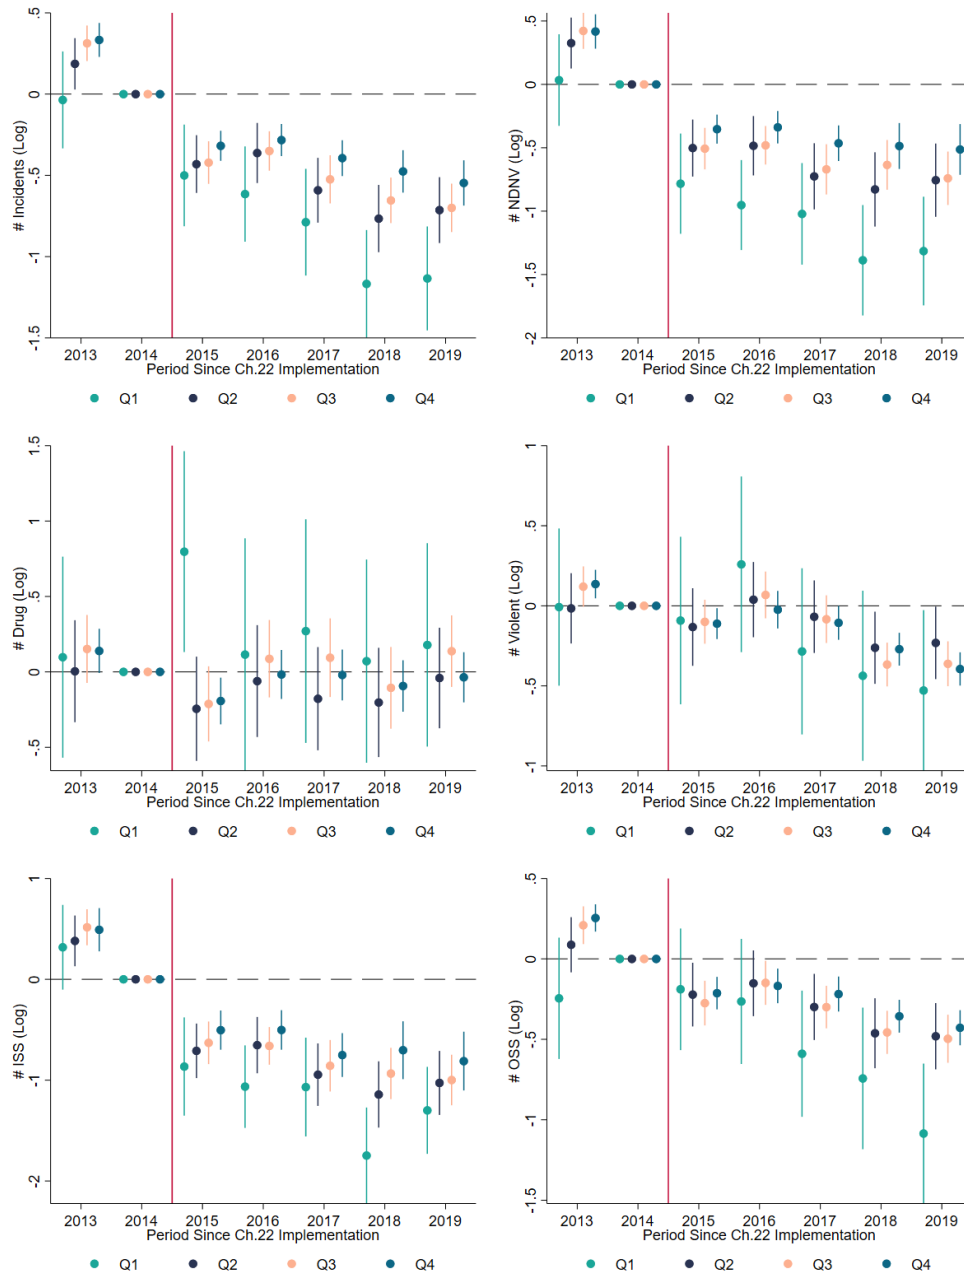 # Incidents (Log)
.5
0
-.5
-1
-1.5
2013 2014 2015 2016 2017 2018 2019
Period Since Ch.22 Implementation
Q1 Q2 Q3 Q4
# NDNV (Log)
.5
0
-.5
-1
-1.5
-2
2013 2014 2015 2016 2017 2018 2019
Period Since Ch.22 Implementation
Q1 Q2 Q3 Q4
# Drug (Log)
1.5
1
.5
0
-.5
2013 2014 2015 2016 2017 2018 2019
Period Since Ch.22 Implementation
Q1 Q2 Q3 Q4
# Violent (Log)
1
.5
0
-.5
-1
2013 2014 2015 2016 2017 2018 2019
Period Since Ch.22 Implementation
Q1 Q2 Q3 Q4
# ISS (Log)
1
0
-1
-2
2013 2014 2015 2016 2017 2018 2019
Period Since Ch.22 Implementation
Q1 Q2 Q3 Q4
# OSS (Log)
.5
0
-.5
-1
-1.5
2013 2014 2015 2016 2017 2018 2019
Period Since Ch.22 Implementation
Q1 Q2 Q3 Q4